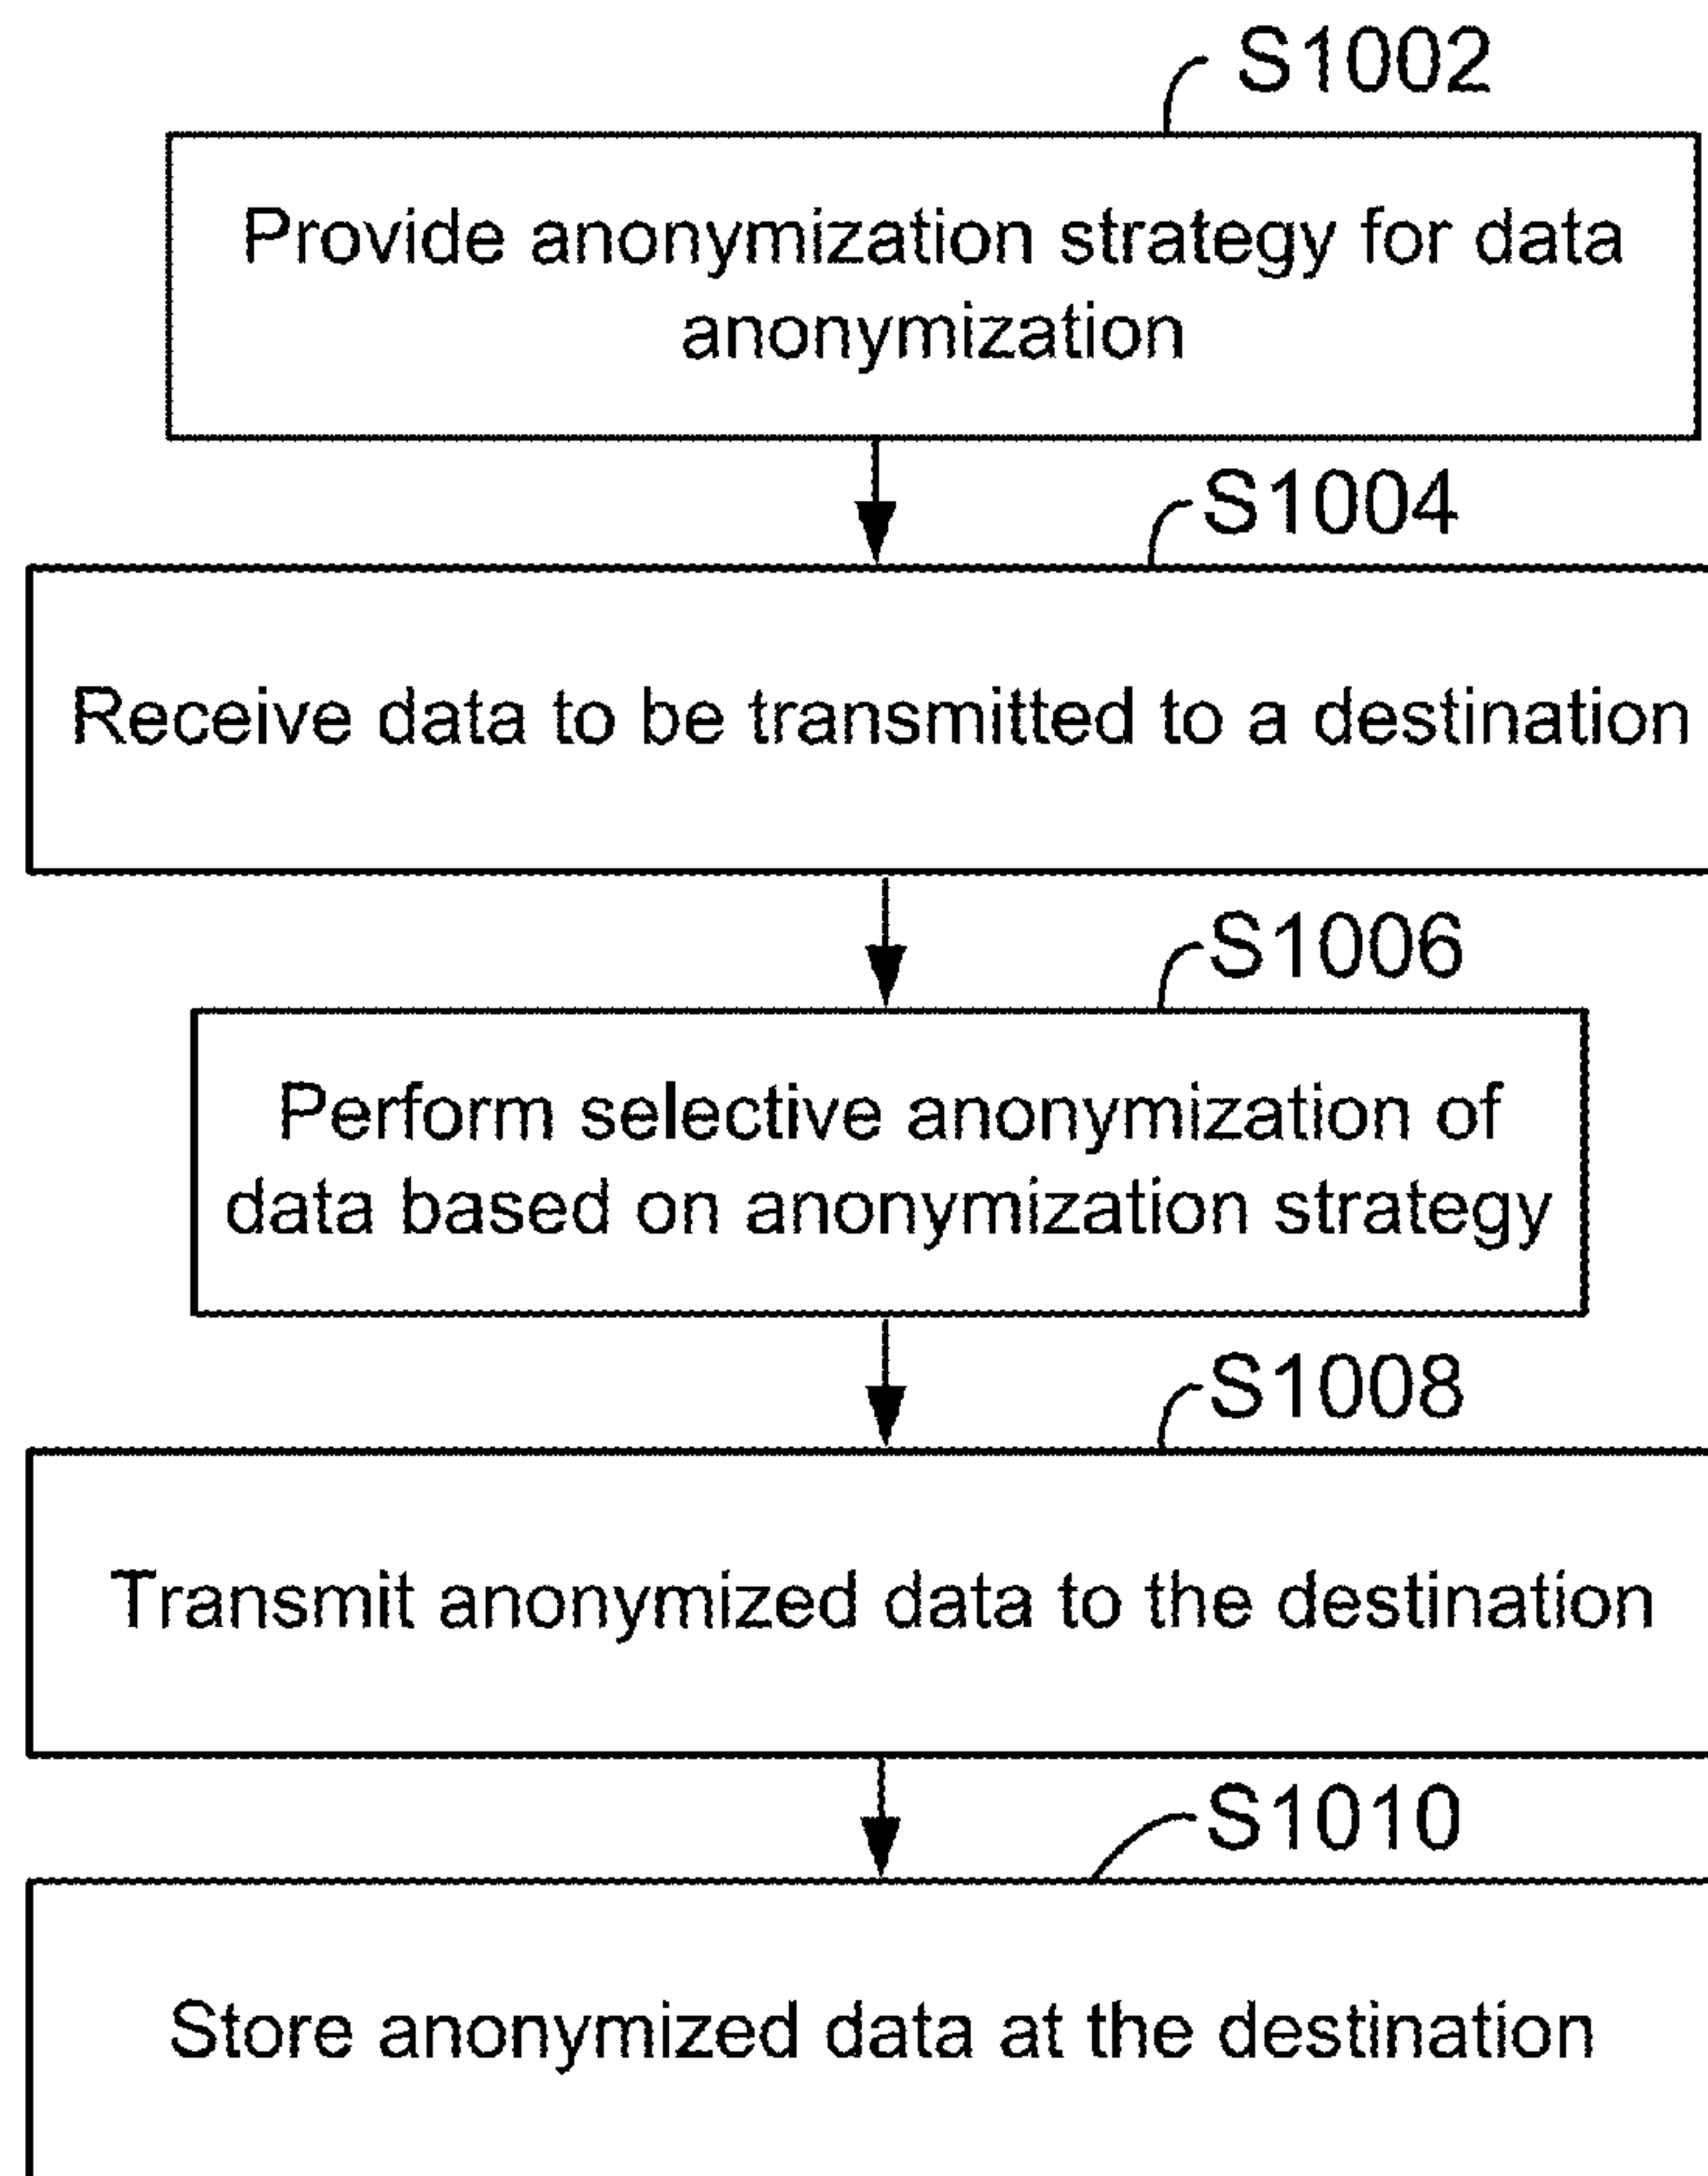 S1002
Provide anonymization strategy for data
anonymization
S1004
Receive data to be transmitted to a destination
S1006
Perform selective anonymization of
data based on anonymization strategy
S1008
Transmit anonymized data to the destination
S1010
Store anonymized data at the destination